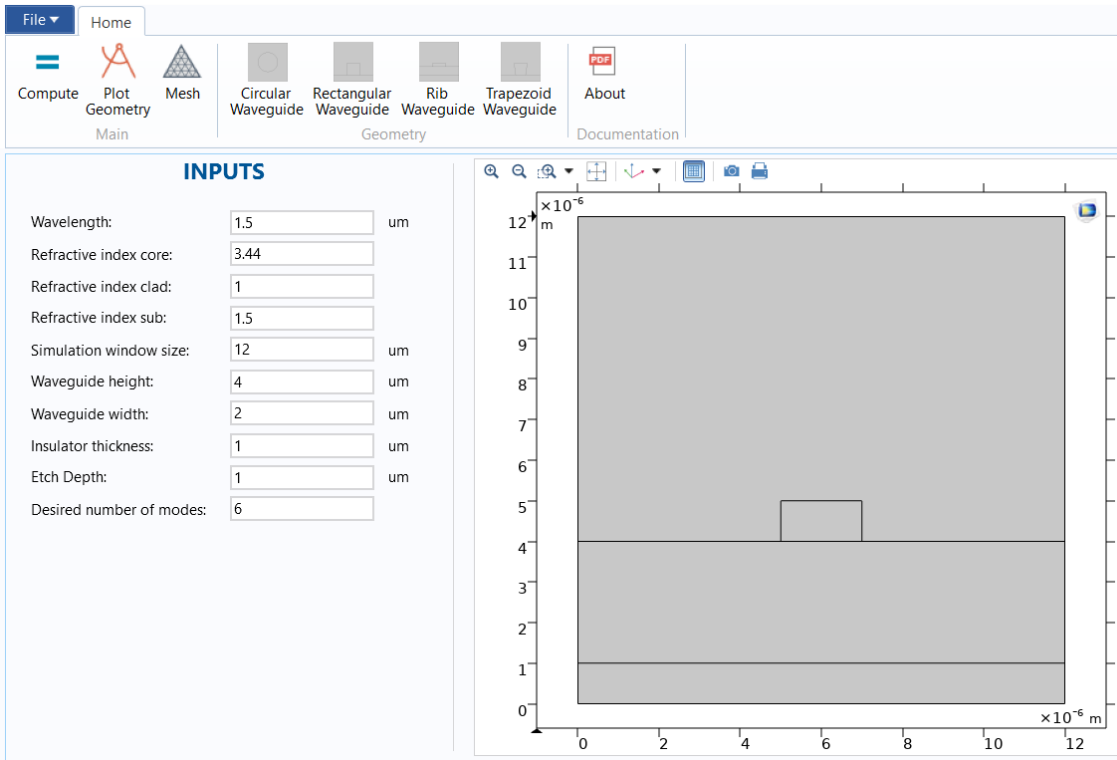 File Home
Compute Plot Geometry Mesh Circular Waveguide Rectangular Waveguide Rib Waveguide Trapezoid Waveguide PDF About
Main Geometry Documentation
INPUTS
Wavelength: 1.5 um
Refractive index core: 3.44
Refractive index clad: 1
Refractive index sub: 1.5
Simulation window size: 12 um
Waveguide height: 4 um
Waveguide width: 2 um
Insulator thickness: 1 um
Etch Depth: 1 um
Desired number of modes: 6
×10⁻⁶
m
12
11
10
9
8
7
6
5
4
3
2
1
0
×10⁻⁶ m
0 2 4 6 8 10 12